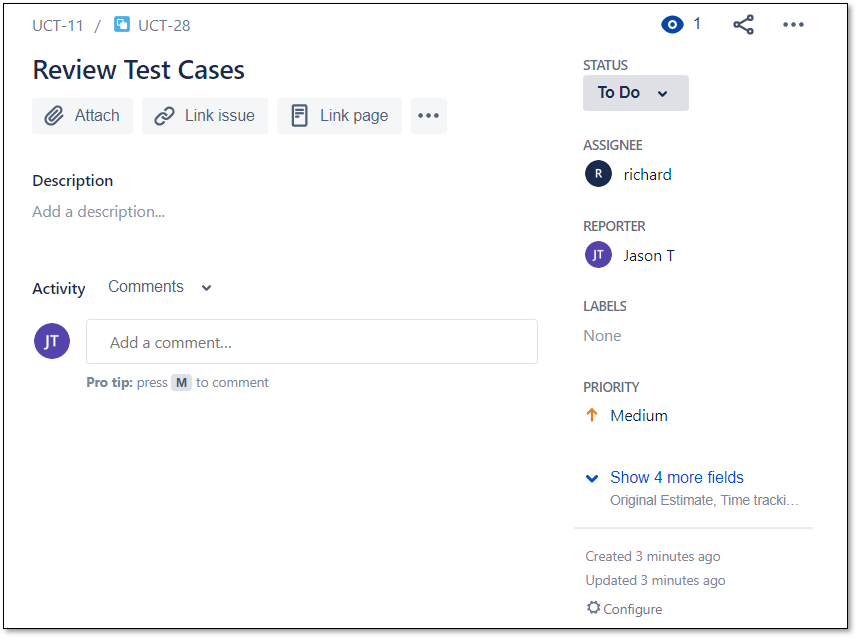 UCT-11 / UCT-28
1
Review Test Cases
Attach
Link issue
Link page
Description
Add a description...
Activity
Comments
JT
Add a comment...
Pro tip: press M to comment
STATUS
To Do
ASSIGNEE
R
richard
REPORTER
JT
Jason T
LABELS
None
PRIORITY
Medium
Show 4 more fields
Original Estimate, Time tracki...
Created 3 minutes ago
Updated 3 minutes ago
Configure